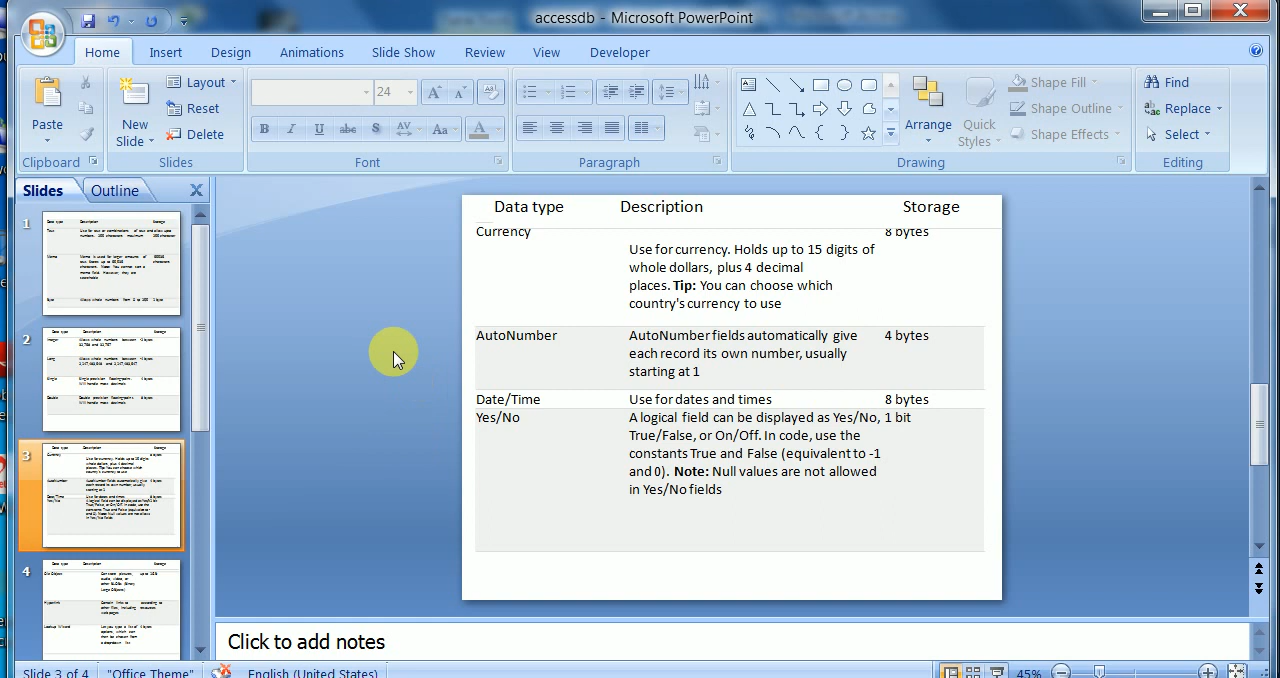 accessdb - Microsoft PowerPoint
Home Insert Design Animations Slide Show Review View Developer
Paste
Clipboard
New
Slide
Layout
Reset
Delete
Slides
24
B I U abc S AV Aa A
Font
Paragraph
Arrange
Quick
Styles
Shape Fill
Shape Outline
Shape Effects
Drawing
Find
Replace
Select
Editing
Slides Outline
1
2
3
4
Data type Description Storage
Currency 8 bytes
Use for currency. Holds up to 15 digits of
whole dollars, plus 4 decimal
places. Tip: You can choose which
country's currency to use
AutoNumber AutoNumber fields automatically give 4 bytes
each record its own number, usually
starting at 1
Date/Time Use for dates and times 8 bytes
Yes/No A logical field can be displayed as Yes/No, 1 bit
True/False, or On/Off. In code, use the
constants True and False (equivalent to -1
and 0). Note: Null values are not allowed
in Yes/No fields
Click to add notes
Slide 3 of 4 "Office Theme" English (United States) 45%